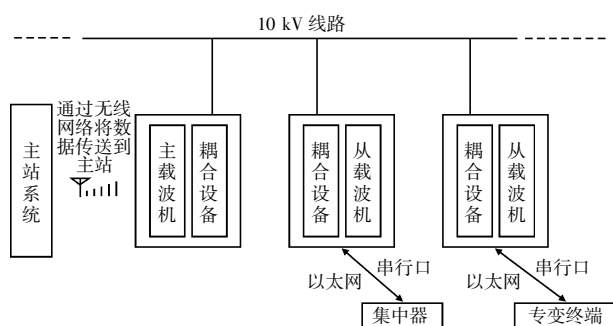 10 kV 线路
主站系统
通过无线
网络将数
据传送到
主站
主载波机
耦合设备
耦合设备
从载波机
耦合设备
从载波机
以太网
串行口
以太网
串行口
集中器
专变终端